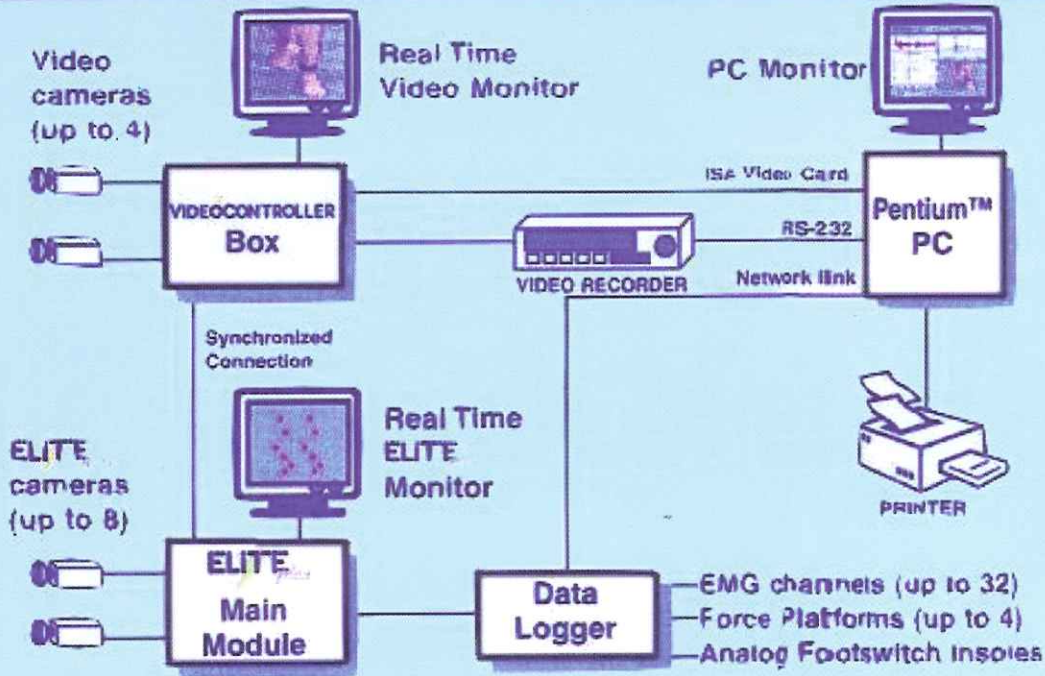 Video
cameras
(up to 4)
Real Time
Video Monitor
PC Monitor
VIDEOCONTROLLER
Box
ISA Video Card
RS-232
Network link
Pentium™
PC
VIDEO RECORDER
Synchronized
Connection
ELITE
cameras
(up to 8)
Real Time
ELITE
Monitor
PRINTER
ELITE plus
Main
Module
Data
Logger
EMG channels (up to 32)
Force Platforms (up to 4)
Analog Footswitch Insoles